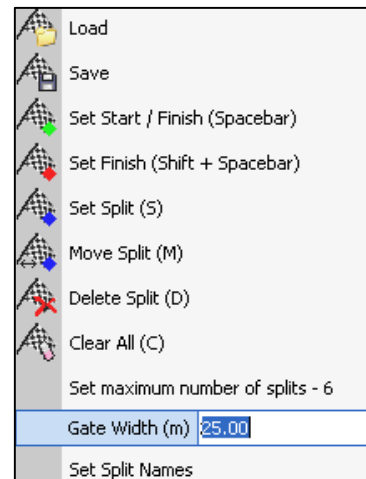 Load
Save
Set Start / Finish (Spacebar)
Set Finish (Shift + Spacebar)
Set Split (S)
Move Split (M)
Delete Split (D)
Clear All (C)
Set maximum number of splits - 6
Gate Width (m) 25.00
Set Split Names